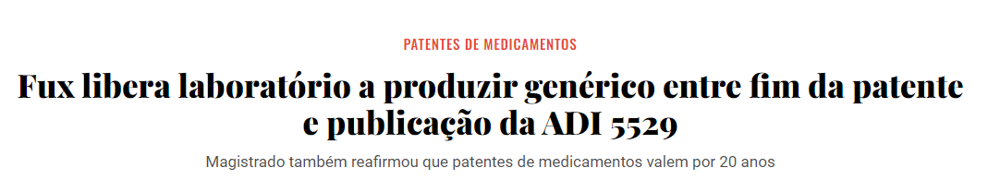 PATENTES DE MEDICAMENTOS
Fux libera laboratório a produzir genérico entre fim da patente
e publicação da ADI 5529
Magistrado também reafirmou que patentes de medicamentos valem por 20 anos